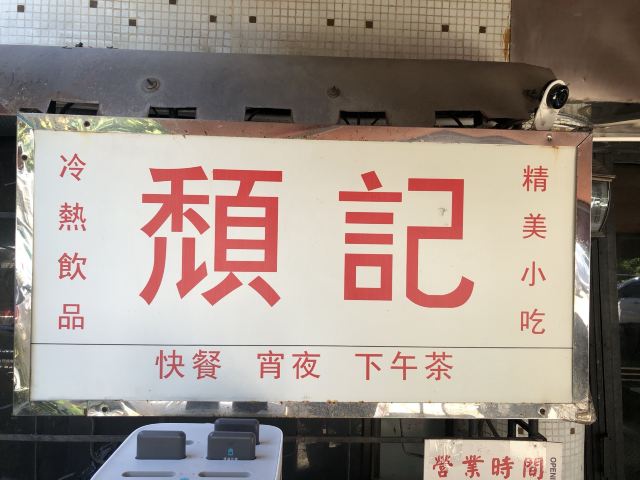 頹記
冷熱飲品
精美小吃
快餐 宵夜 下午茶
營業時間